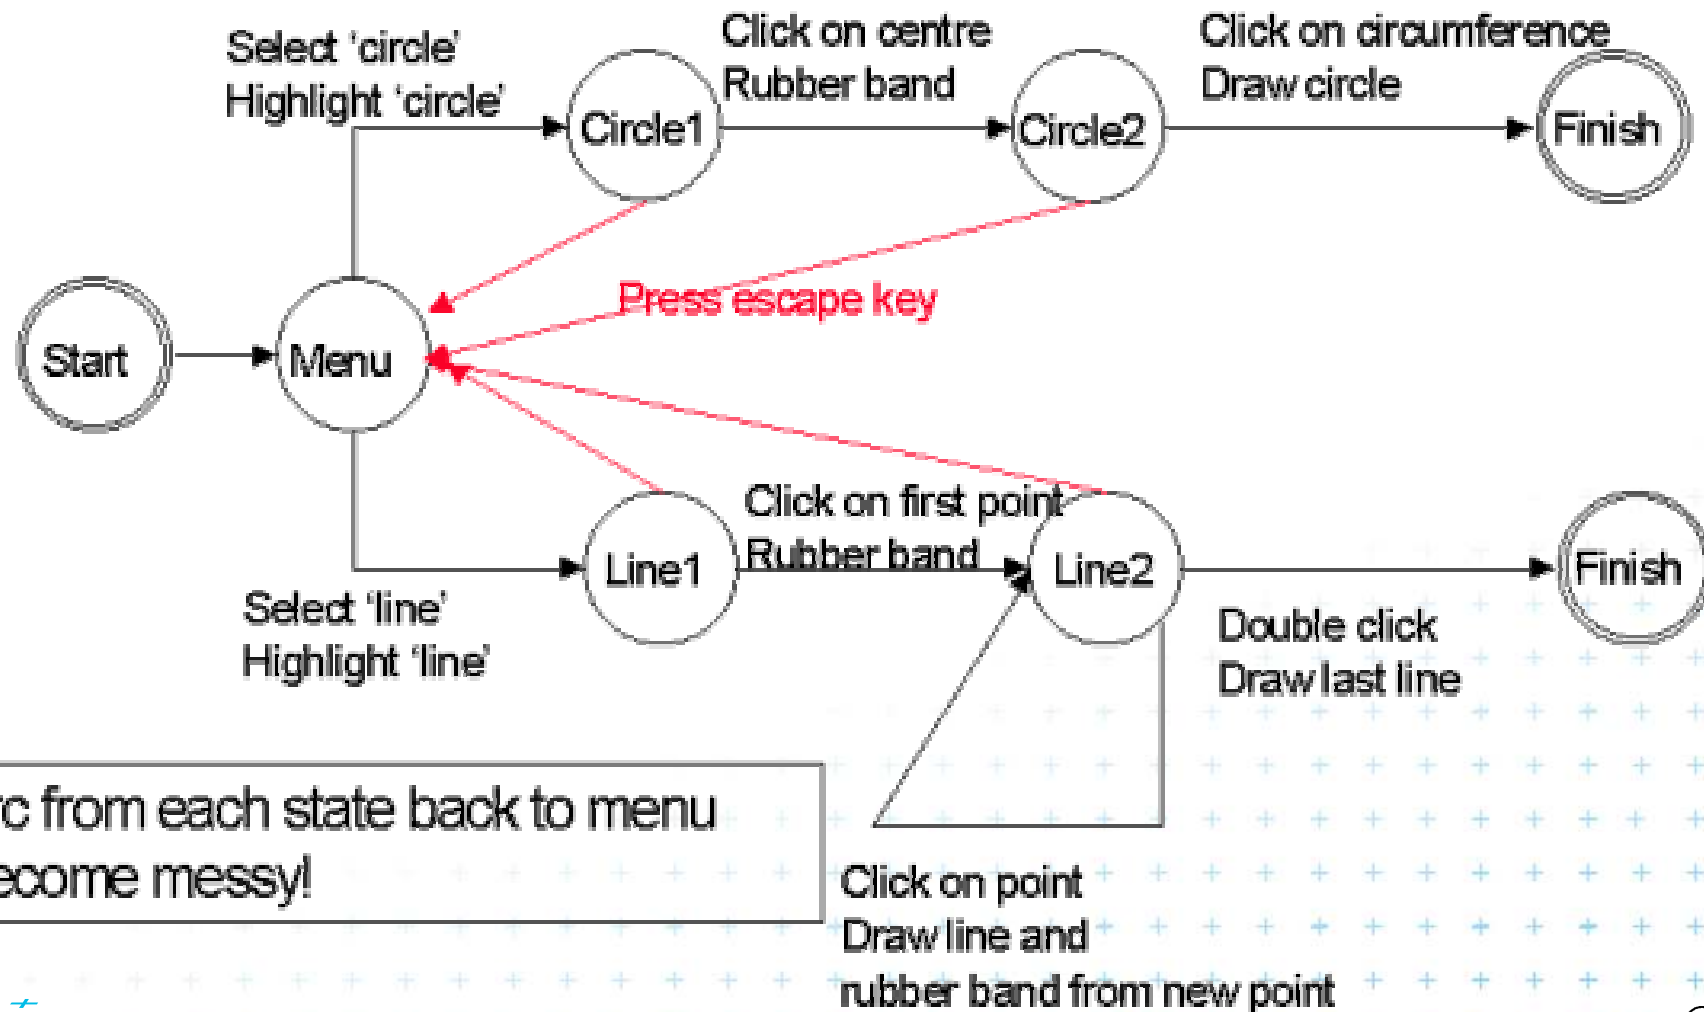 Select ‘circle’
Highlight ‘circle’
Click on centre
Rubber band
Click on circumference
Draw circle
Circle1
Circle2
Finish
Press escape key
Start
Menu
Click on first point
Rubber band
Line1
Line2
Finish
Select ‘line’
Highlight ‘line’
Double click
Draw last line
rc from each state back to menu
ecome messy!
Click on point
Draw line and
rubber band from new point